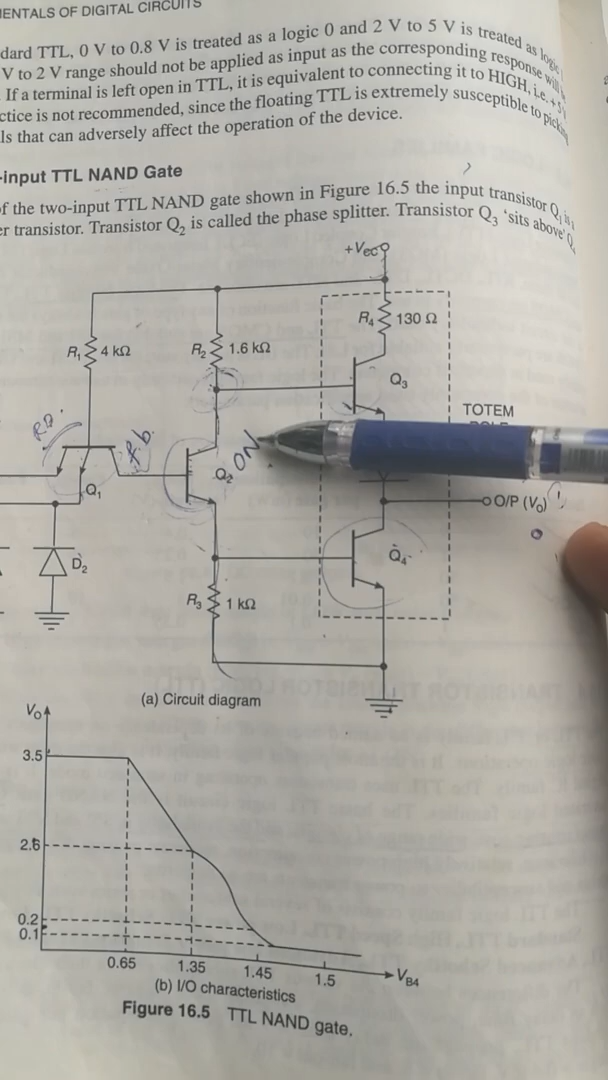 MENTALS OF DIGITAL CIRCUITS
dard TTL, 0 V to 0.8 V is treated as a logic 0 and 2 V to 5 V is treated as logic
V to 2 V range should not be applied as input as the corresponding response will
. If a terminal is left open in TTL, it is equivalent to connecting it to HIGH, i.e. + 5
ctice is not recommended, since the floating TTL is extremely susceptible to
ls that can adversely affect the operation of the device.
-input TTL NAND Gate
of the two-input TTL NAND gate shown in Figure 16.5 the input transistor Q₁ is
er transistor. Transistor Q₂ is called the phase splitter. Transistor Q₃ 'sits above' Q₄
+VEC
R₄ 130 Ω
R₁ 4 kΩ
R₂ 1.6 kΩ
Q₃
TOTEM
f.b.
ON
Q₂
Q₁
O/P (Vₒ)
D₂
Q₄
R₃ 1 kΩ
(a) Circuit diagram
Vₒ
3.5
2.6
0.2
0.1
0.65 1.35 1.45 1.5
VB4
(b) I/O characteristics
Figure 16.5 TTL NAND gate.